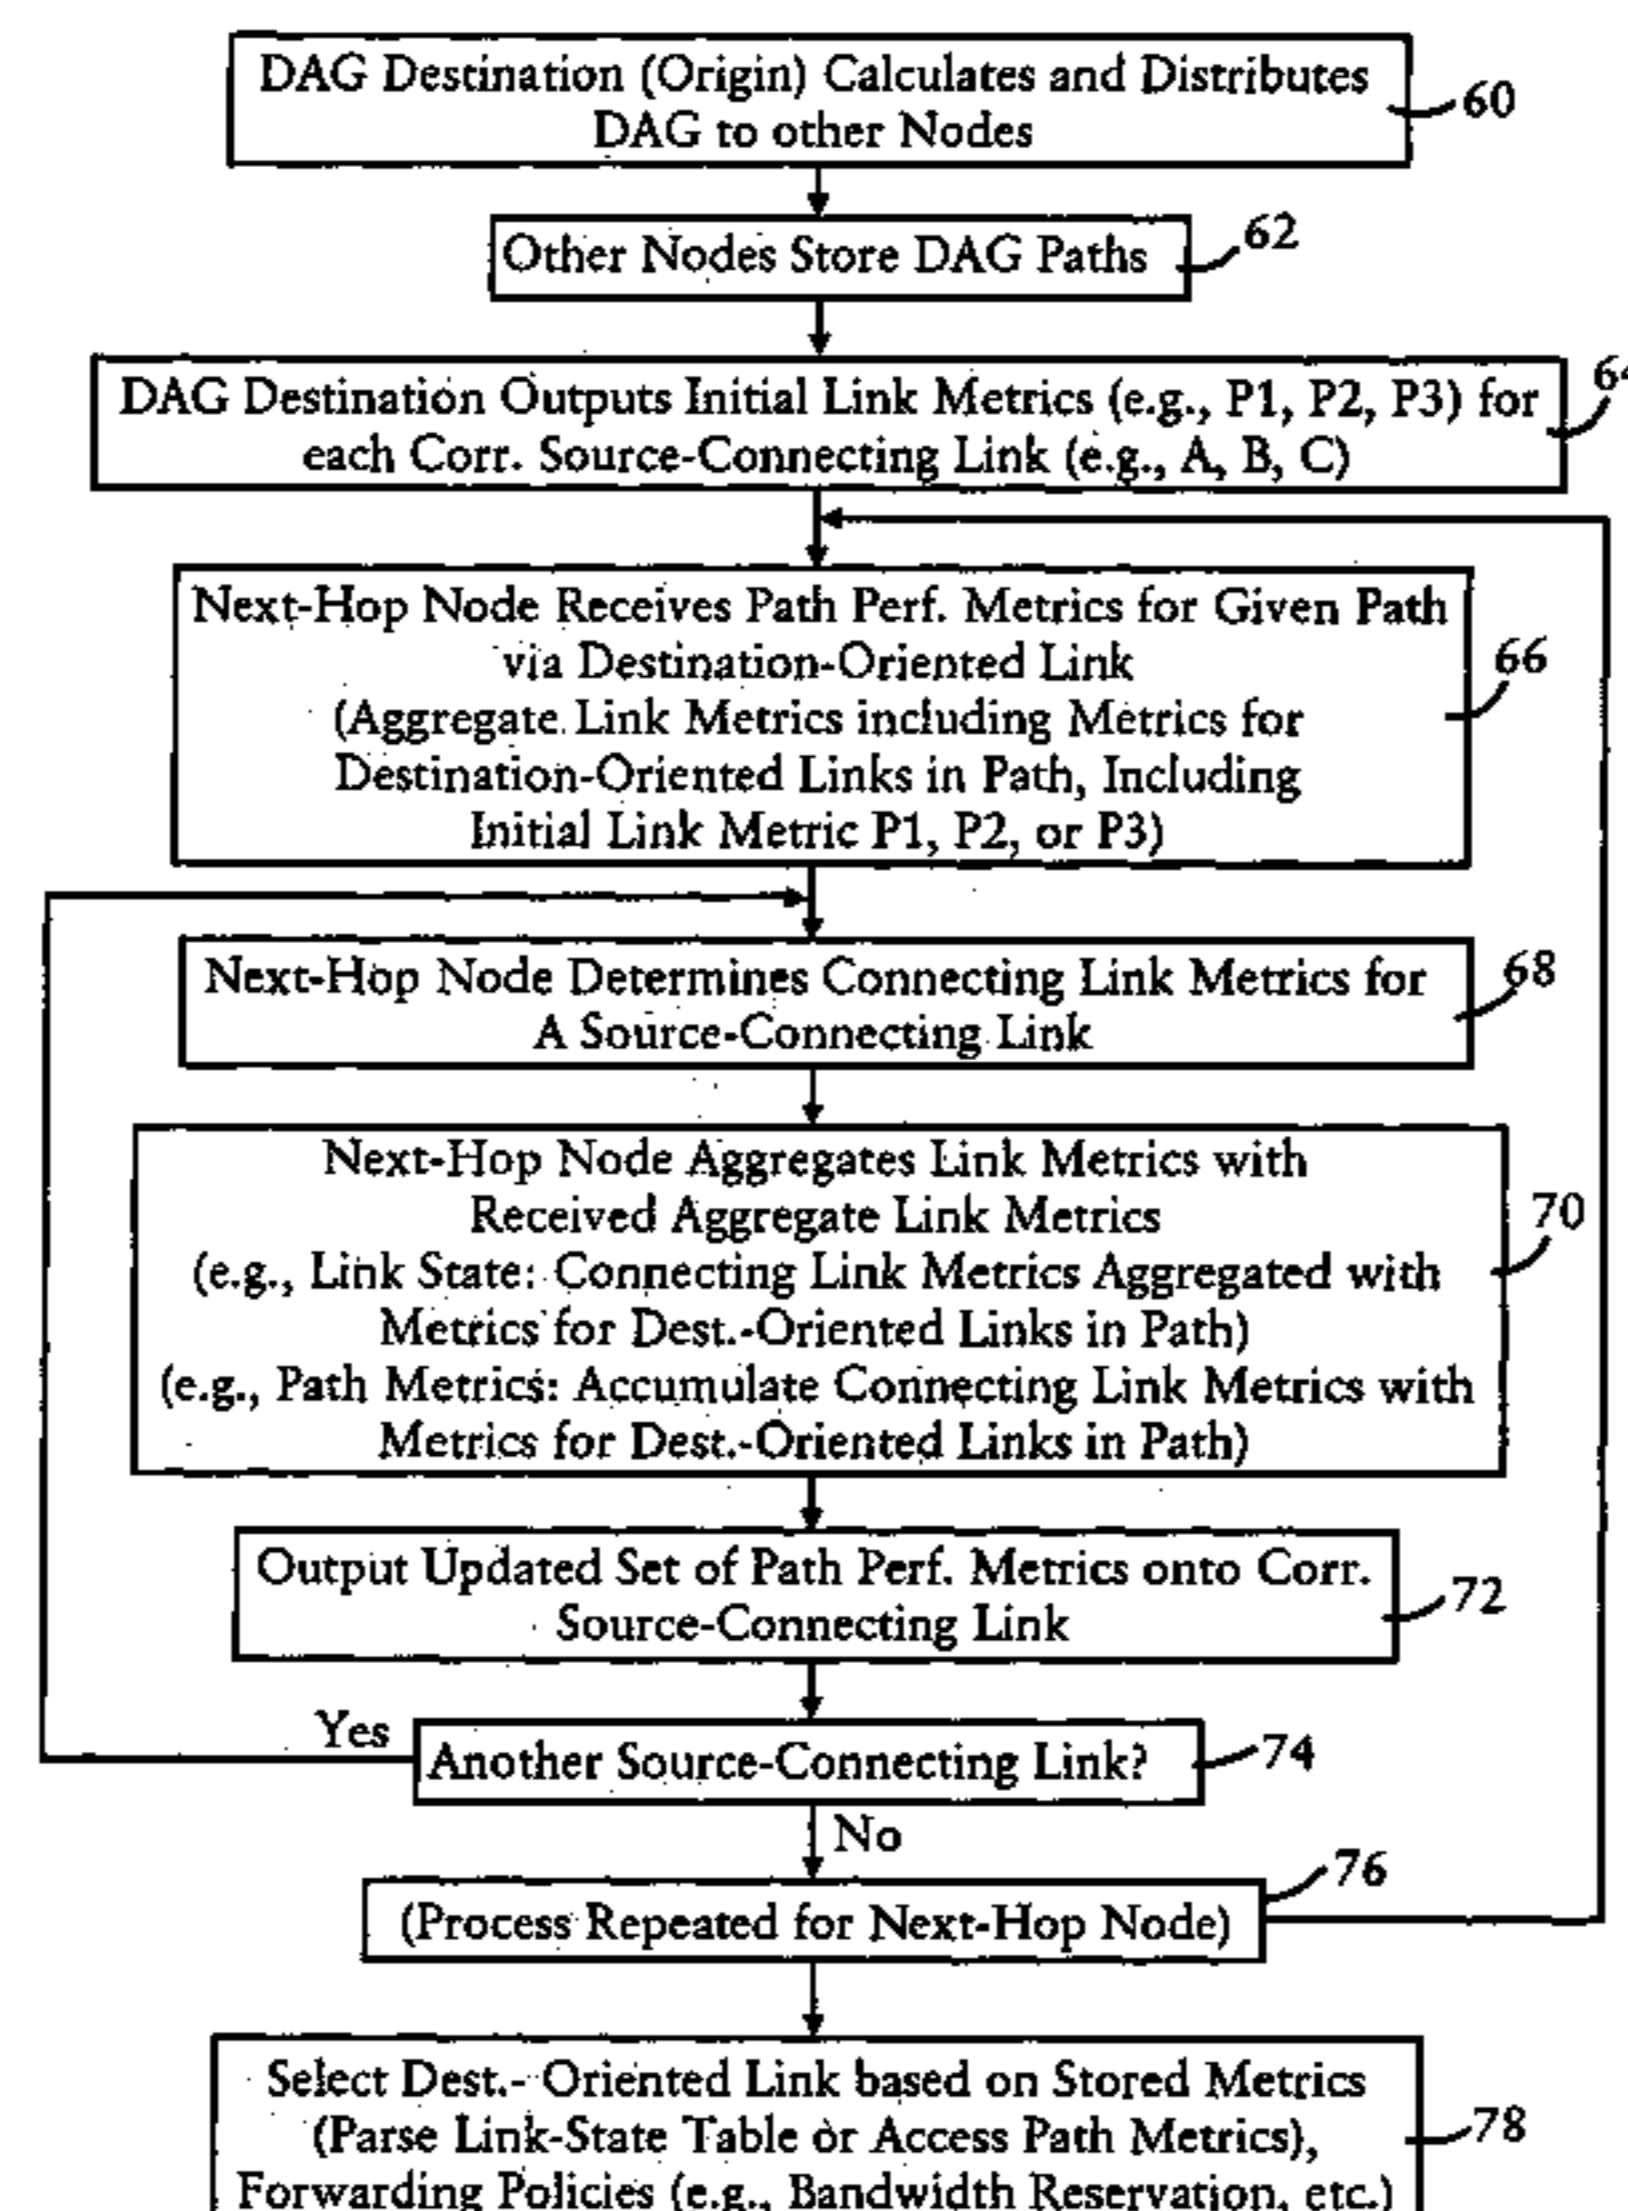 DAG Destination (Origin) Calculates and Distributes
DAG to other Nodes
60
Other Nodes Store DAG Paths
62
DAG Destination Outputs Initial Link Metrics (e.g., P1, P2, P3) for
each Corr. Source-Connecting Link (e.g., A, B, C)
64
Next-Hop Node Receives Path Perf. Metrics for Given Path
via Destination-Oriented Link
(Aggregate Link Metrics including Metrics for
Destination-Oriented Links in Path, Including
Initial Link Metric P1, P2, or P3)
66
Next-Hop Node Determines Connecting Link Metrics for
A Source-Connecting Link
68
Next-Hop Node Aggregates Link Metrics with
Received Aggregate Link Metrics
(e.g., Link State: Connecting Link Metrics Aggregated with
Metrics for Dest.-Oriented Links in Path)
(e.g., Path Metrics: Accumulate Connecting Link Metrics with
Metrics for Dest.-Oriented Links in Path)
70
Output Updated Set of Path Perf. Metrics onto Corr.
Source-Connecting Link
72
Yes
Another Source-Connecting Link?
74
No
76
(Process Repeated for Next-Hop Node)
Select Dest.- Oriented Link based on Stored Metrics
(Parse Link-State Table or Access Path Metrics),
Forwarding Policies (e.g., Bandwidth Reservation, etc.)
78